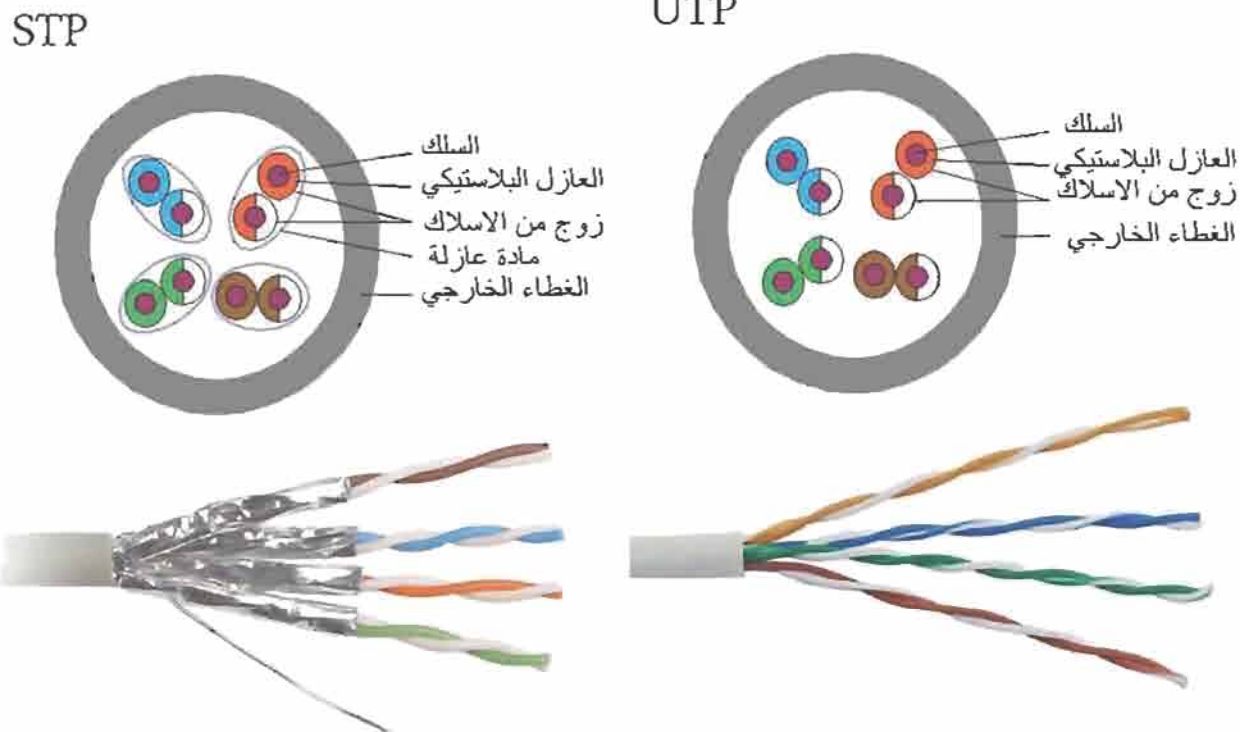 STP
السلك
العازل البلاستيكي
زوج من الاسلاك
مادة عازلة
الغطاء الخارجي
UTP
السلك
العازل البلاستيكي
زوج من الاسلاك
الغطاء الخارجي